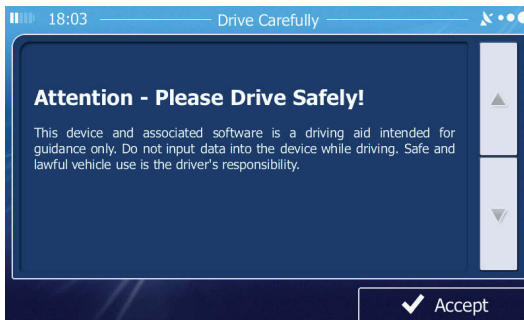 18:03 Drive Carefully
Attention - Please Drive Safely!
This device and associated software is a driving aid intended for
guidance only. Do not input data into the device while driving. Safe and
lawful vehicle use is the driver's responsibility.
Accept